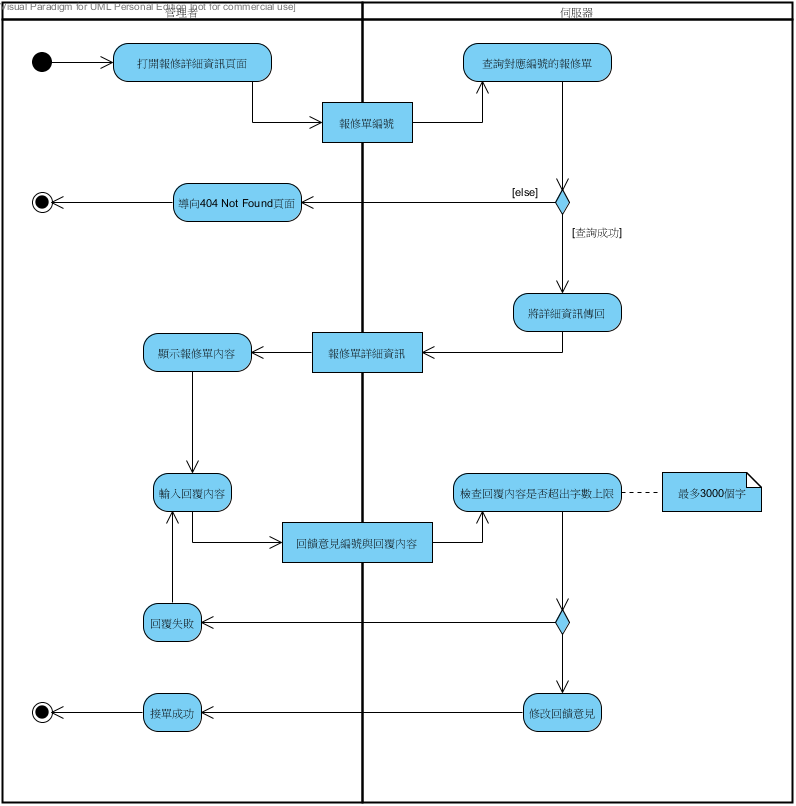 Visual Paradigm for UML Personal Edition [not for commercial use]
管理者
伺服器
打開報修詳細資訊頁面
查詢對應編號的報修單
報修單編號
[else]
導向404 Not Found頁面
[查詢成功]
將詳細資訊傳回
顯示報修單內容
報修單詳細資訊
輸入回覆內容
檢查回覆內容是否超出字數上限
最多3000個字
回饋意見編號與回覆內容
回覆失敗
接單成功
修改回饋意見